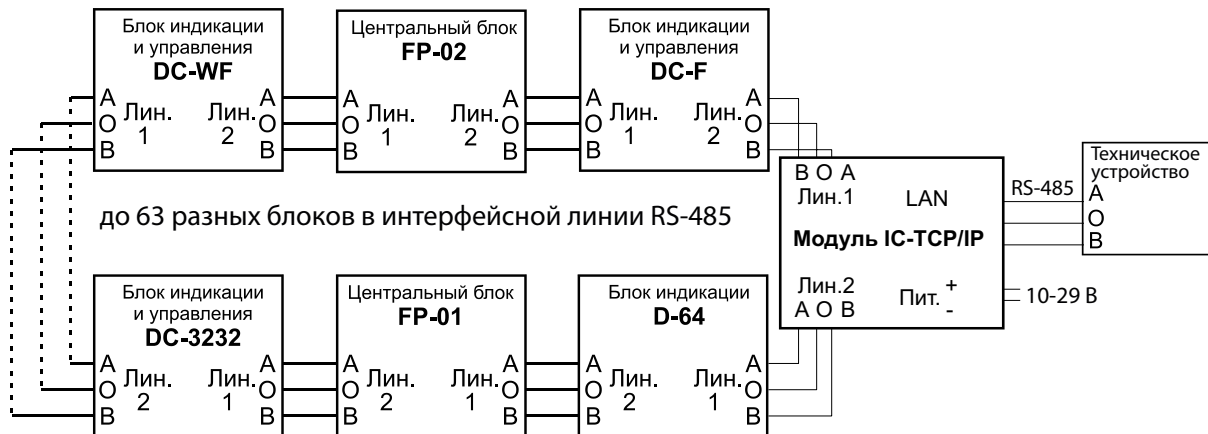 Блок индикации
и управления
DC-WF
A
O
B
Лин.
1
Лин.
2
A
O
B
Центральный блок
FP-02
A
O
B
Лин.
1
Лин.
2
A
O
B
Блок индикации
и управления
DC-F
A
O
B
Лин.
1
Лин.
2
A
O
B
до 63 разных блоков в интерфейсной линии RS-485
B O A
Лин.1
LAN
Модуль IC-TCP/IP
Лин.2
A O B
Пит.
+
-
10-29 В
RS-485
Техническое
устройство
A
O
B
Блок индикации
и управления
DC-3232
A
O
B
Лин.
2
Лин.
1
A
O
B
Центральный блок
FP-01
A
O
B
Лин.
2
Лин.
1
A
O
B
Блок индикации
D-64
A
O
B
Лин.
2
Лин.
1
A
O
B